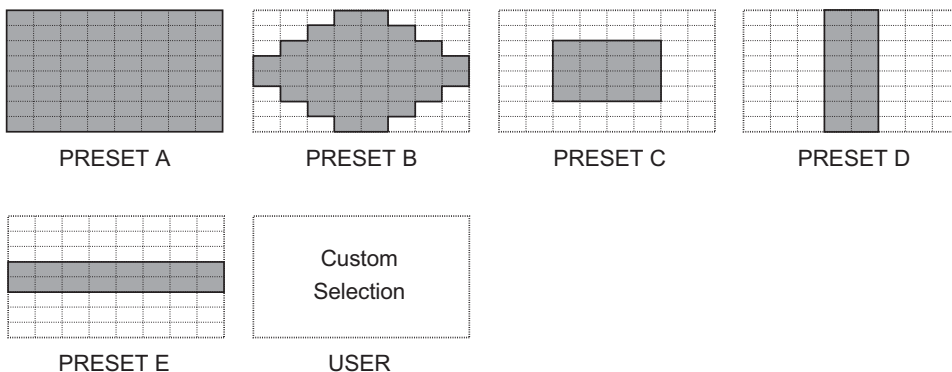 PRESET A
PRESET B
PRESET C
PRESET D
Custom
Selection
PRESET E
USER